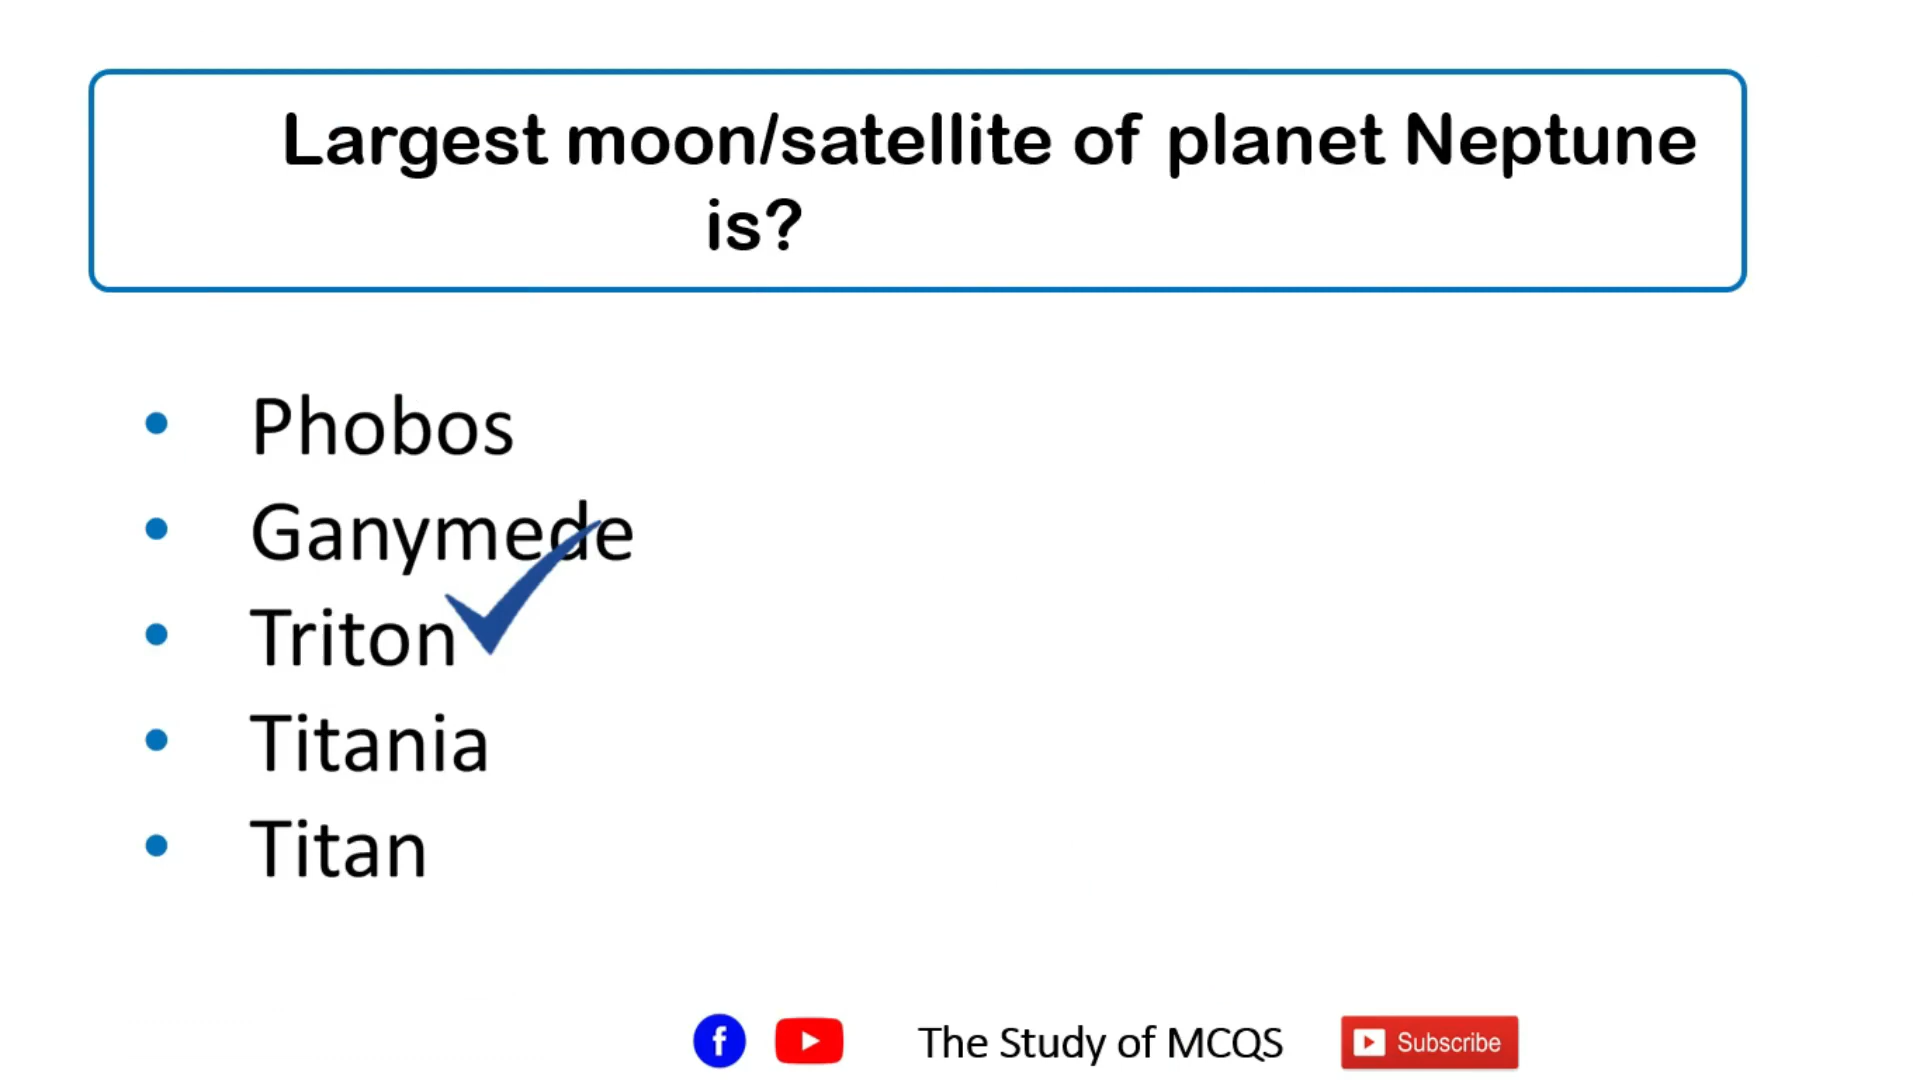 Largest moon/satellite of planet Neptune
is?
Phobos
Ganymede
Triton
Titania
Titan
f The Study of MCQS Subscribe